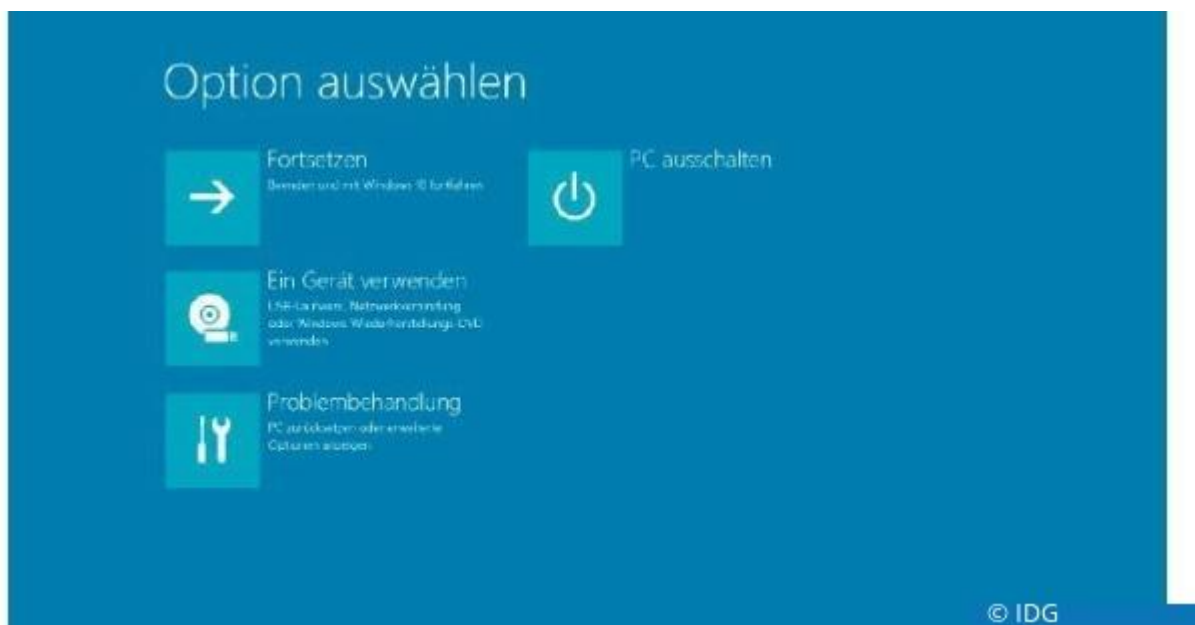 Option auswählen
Fortsetzen
Beenden und mit Windows 10 fortfahren
PC ausschalten
Ein Gerät verwenden
USB-Laufwerk, Netzwerkverbindung
oder Windows-Wiederherstellungs-DVD
verwenden
Problembehandlung
PC zurücksetzen oder erweiterte
Optionen anzeigen
© IDG